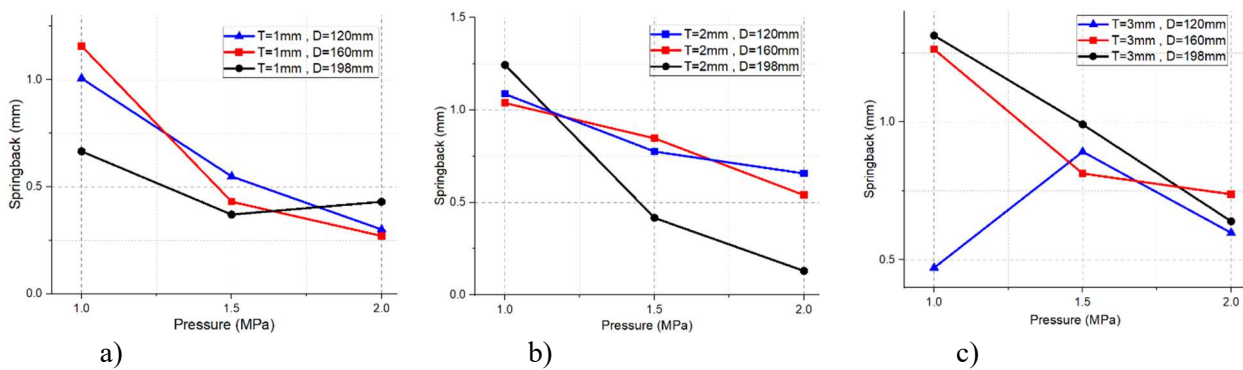 T=1mm , D=120mm
T=1mm , D=160mm
T=1mm , D=198mm
Springback (mm)
1.0
0.5
0.0
1.0
1.5
2.0
Pressure (MPa)
a)
T=2mm , D=120mm
T=2mm , D=160mm
T=2mm , D=198mm
Springback (mm)
1.5
1.0
0.5
0.0
1.0
1.5
2.0
Pressure (MPa)
b)
T=3mm , D=120mm
T=3mm , D=160mm
T=3mm , D=198mm
Springback (mm)
1.0
0.5
1.0
1.5
2.0
Pressure (MPa)
c)